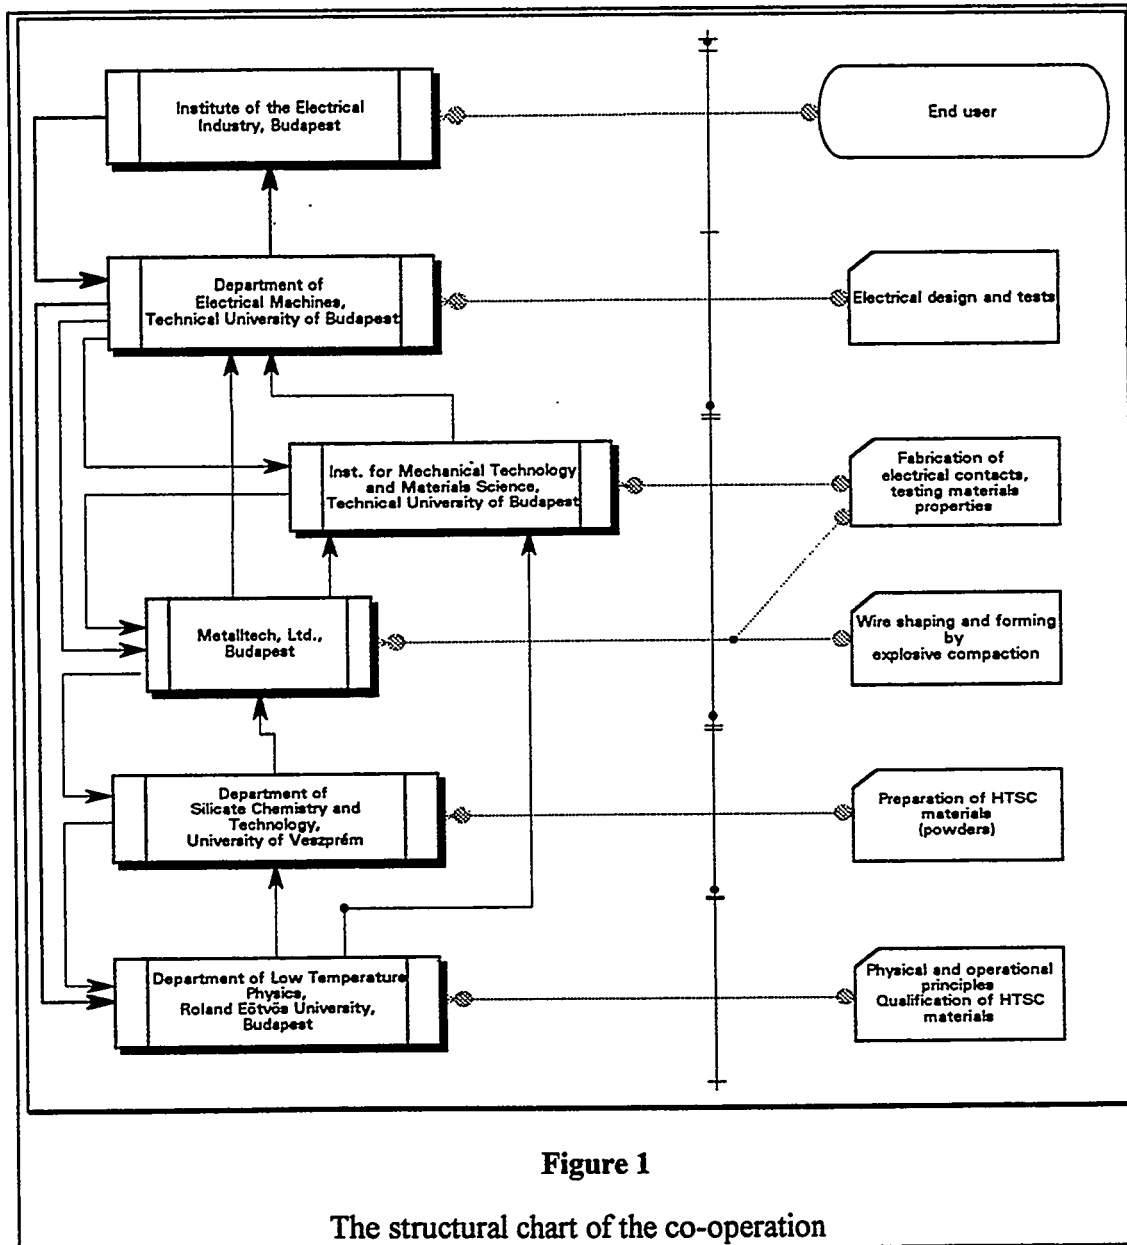 Institute of the Electrical
Industry, Budapest
End user
Department of
Electrical Machines,
Technical University of Budapest
Electrical design and tests
Inst. for Mechanical Technology
and Materials Science,
Technical University of Budapest
Fabrication of
electrical contacts,
testing materials
properties
Metalltech, Ltd.,
Budapest
Wire shaping and forming
by
explosive compaction
Department of
Silicate Chemistry and
Technology,
University of Veszprém
Preparation of HTSC
materials
(powders)
Department of Low Temperature
Physics,
Roland Eötvös University,
Budapest
Physical and operational
principles
Qualification of HTSC
materials
Figure 1
The structural chart of the co-operation